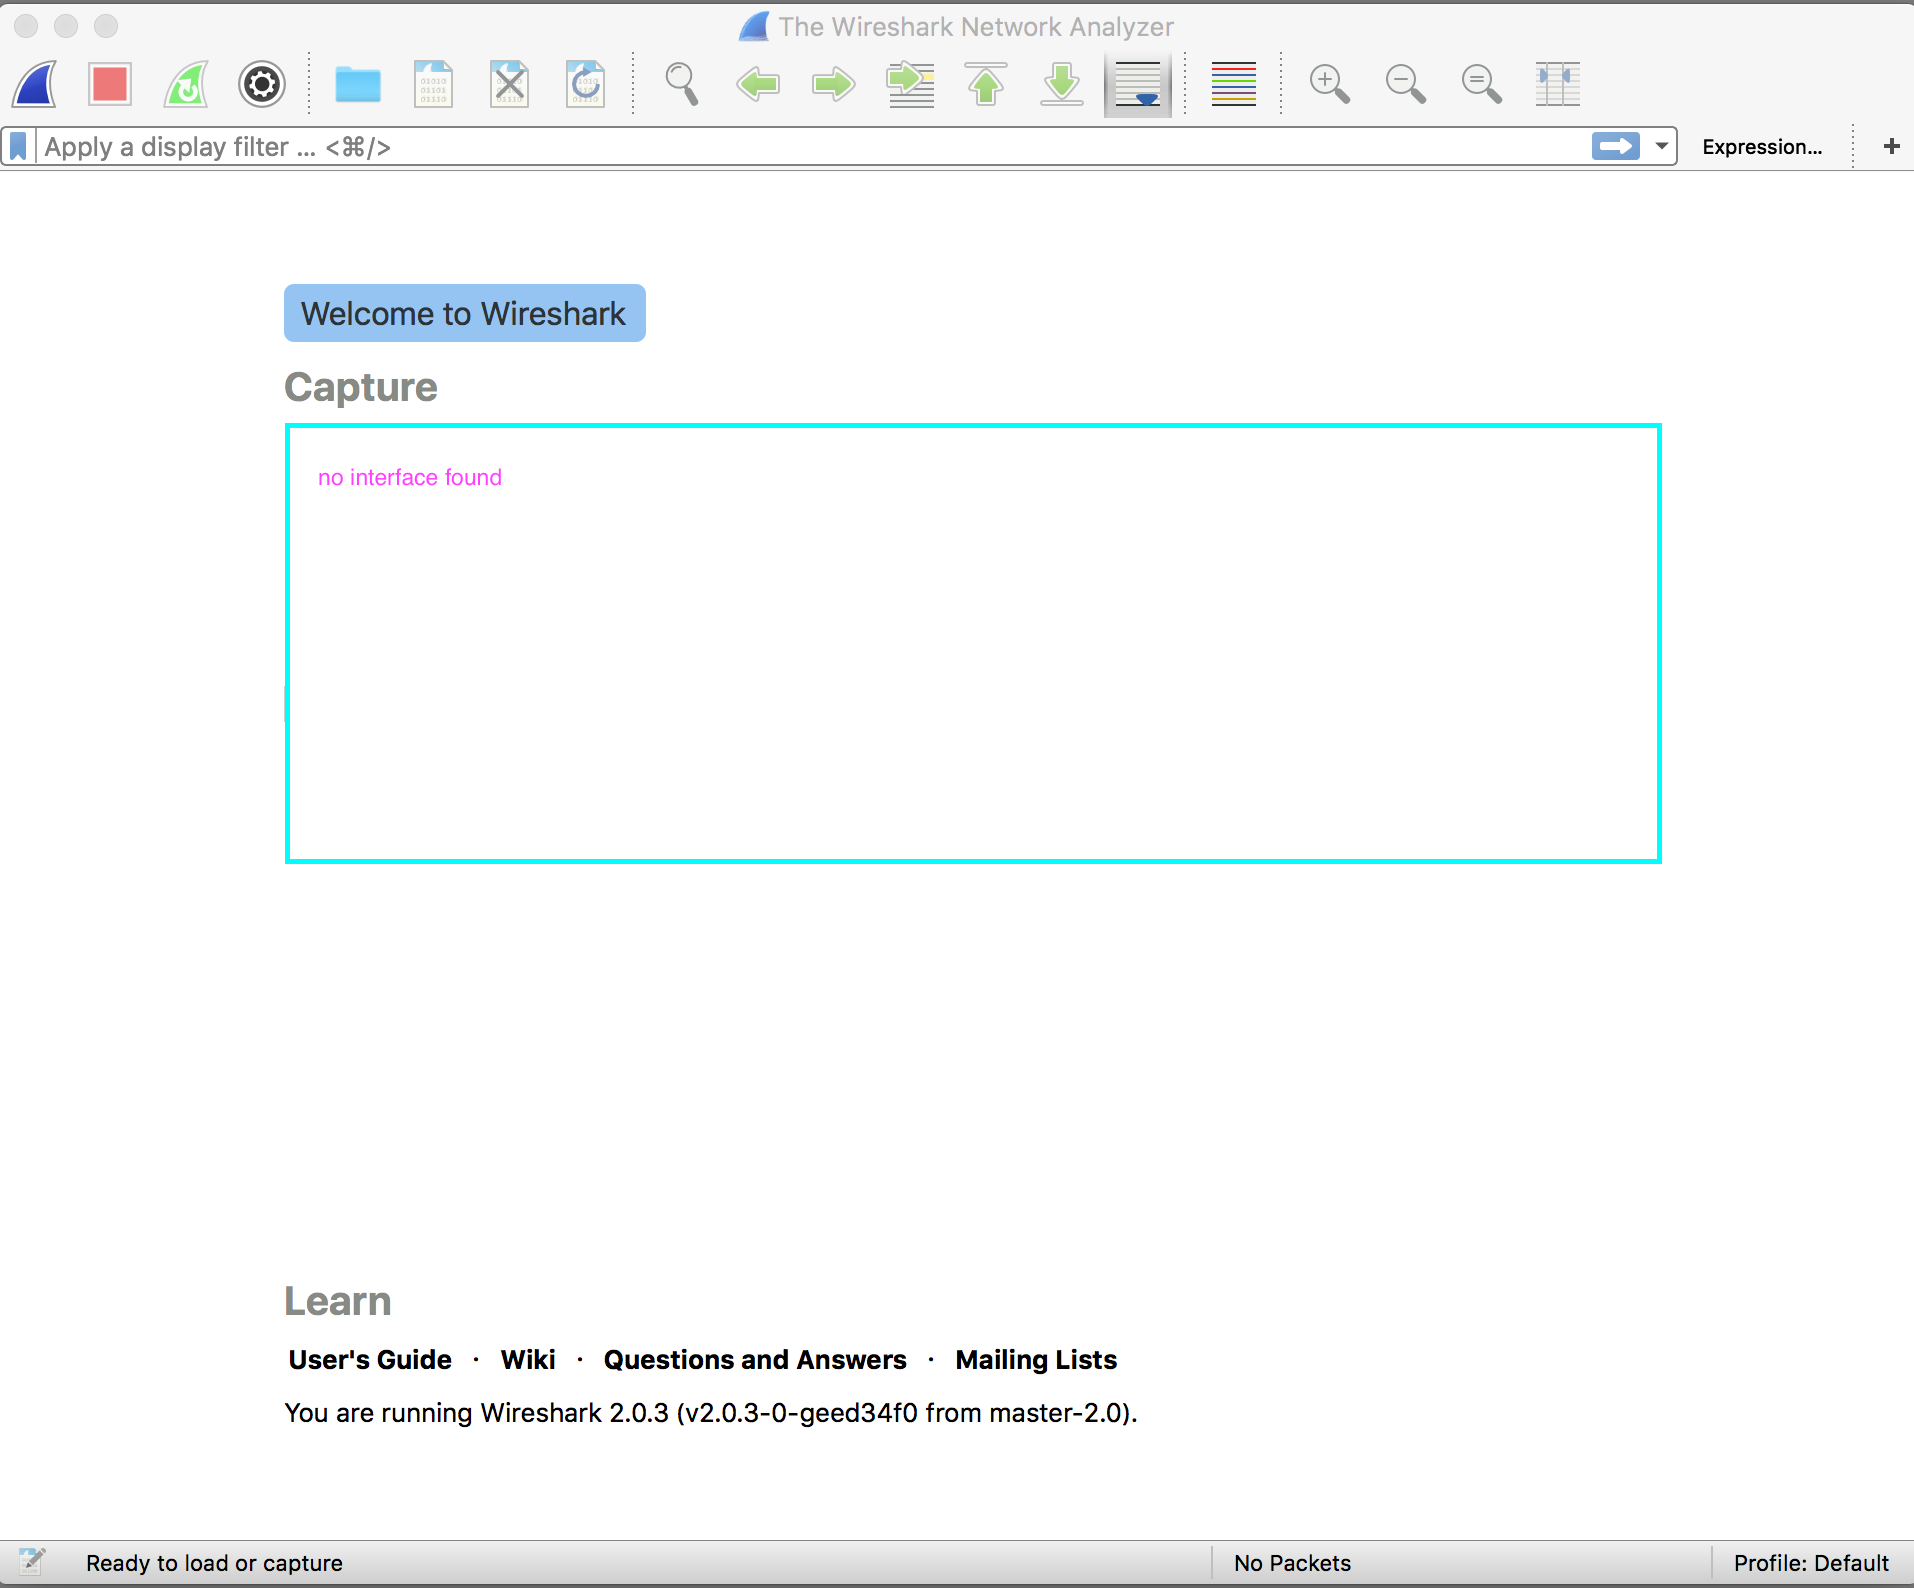 The Wireshark Network Analyzer
Apply a display filter ... <⌘/>
Expression...
+
Welcome to Wireshark
Capture
no interface found
Learn
User's Guide · Wiki · Questions and Answers · Mailing Lists
You are running Wireshark 2.0.3 (v2.0.3-0-geed34f0 from master-2.0).
Ready to load or capture
No Packets
Profile: Default